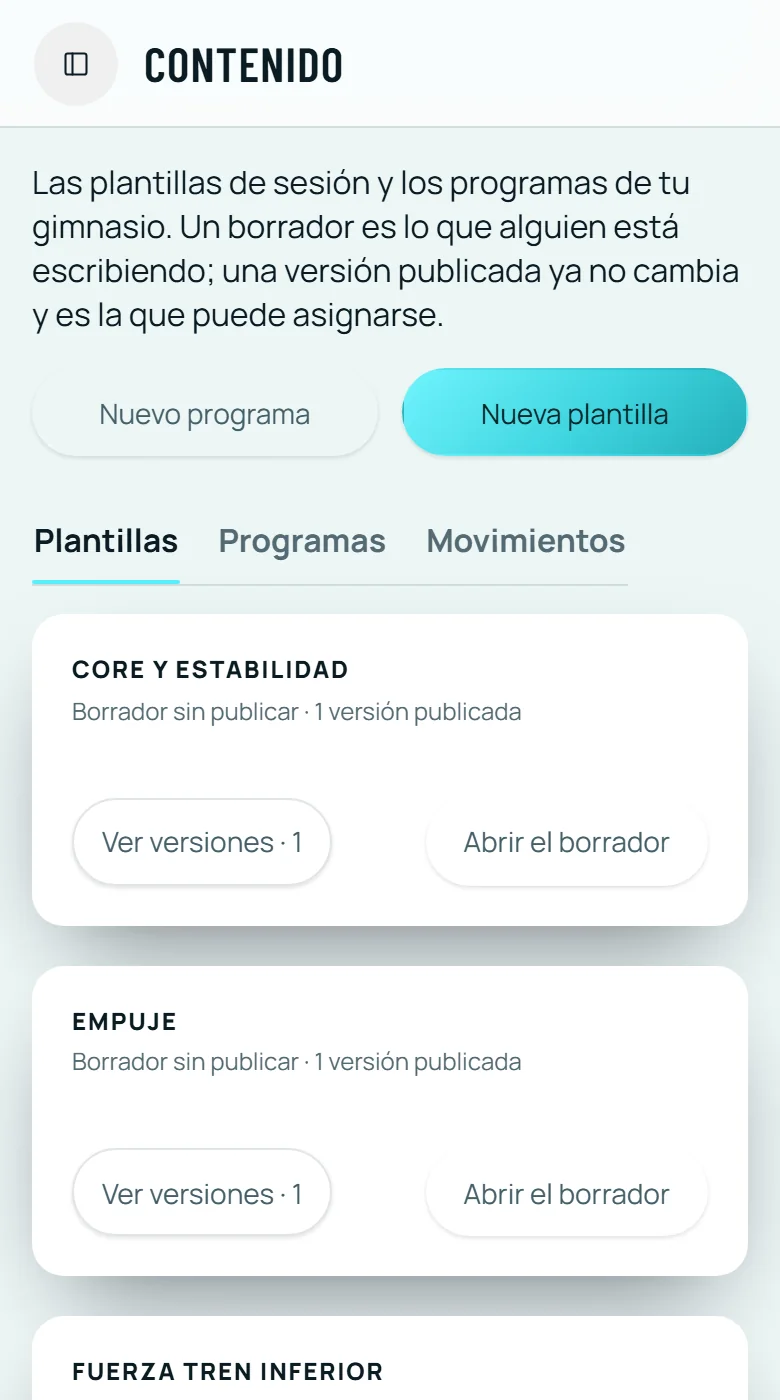 CONTENIDO
Las plantillas de sesión y los programas de tu
gimnasio. Un borrador es lo que alguien está
escribiendo; una versión publicada ya no cambia
y es la que puede asignarse.
Nuevo programa
Nueva plantilla
Plantillas
Programas
Movimientos
CORE Y ESTABILIDAD
Borrador sin publicar · 1 versión publicada
Ver versiones · 1
Abrir el borrador
EMPUJE
Borrador sin publicar · 1 versión publicada
Ver versiones · 1
Abrir el borrador
FUERZA TREN INFERIOR